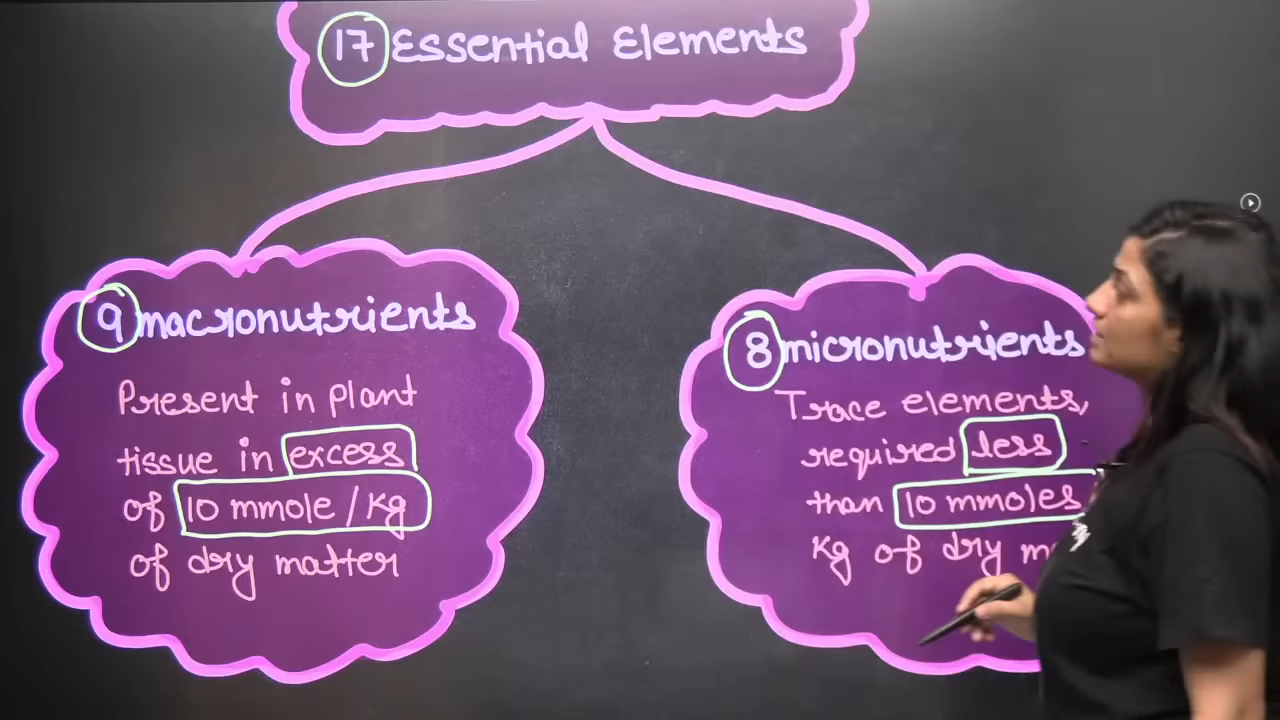 17 Essential Elements
9 macronutrients
Present in plant
tissue in excess
of 10 mmole/Kg
of dry matter
8 micronutrients
Trace elements,
required less
than 10 mmoles
Kg of dry